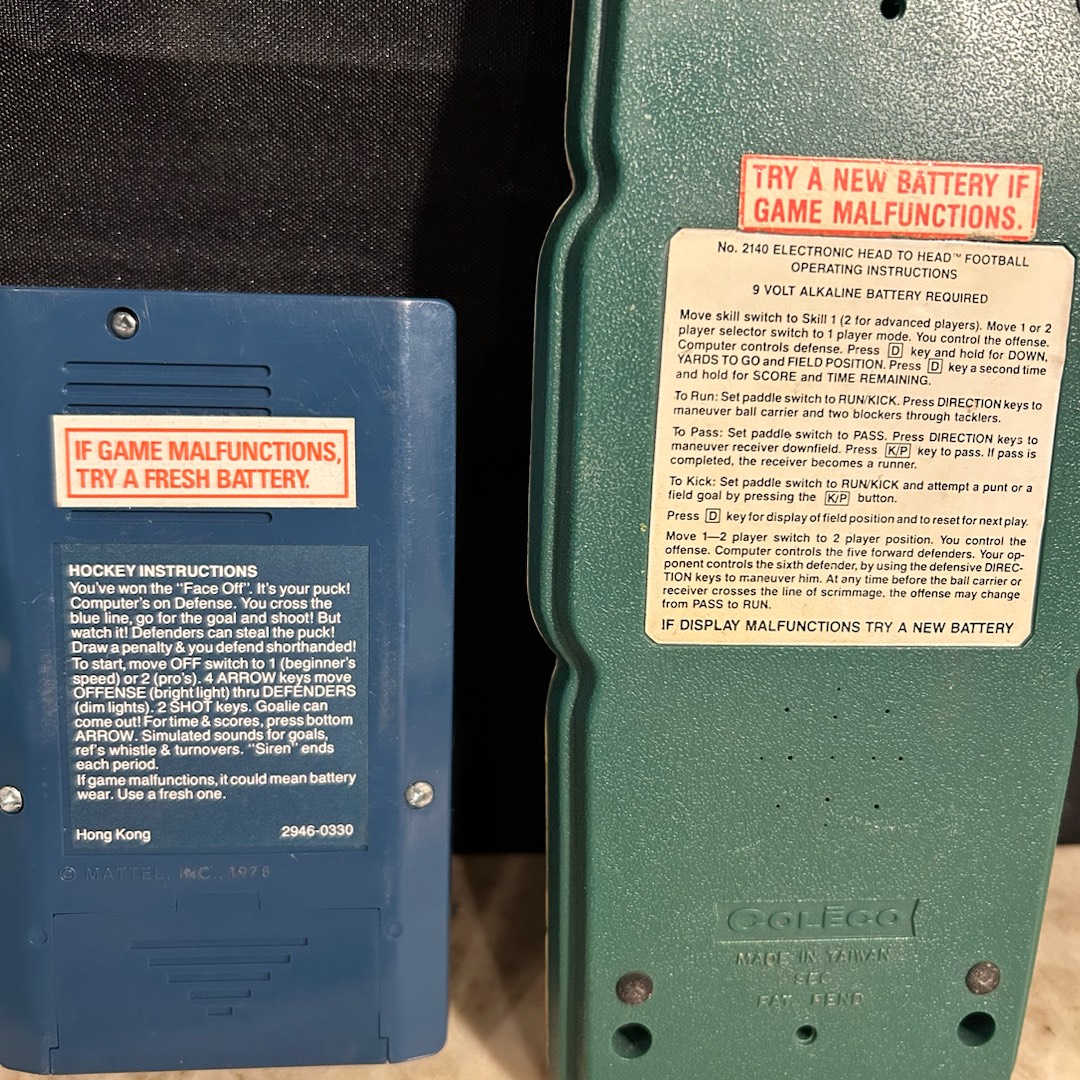 IF GAME MALFUNCTIONS,
TRY A FRESH BATTERY.
HOCKEY INSTRUCTIONS
You've won the "Face Off". It's your puck!
Computer's on Defense. You cross the
blue line, go for the goal and shoot! But
watch it! Defenders can steal the puck!
Draw a penalty & you defend shorthanded!
To start, move OFF switch to 1 (beginner's
speed) or 2 (pro's). 4 ARROW keys move
OFFENSE (bright light) thru DEFENDERS
(dim lights). 2 SHOT keys. Goalie can
come out! For time & scores, press bottom
ARROW. Simulated sounds for goals,
ref's whistle & turnovers. "Siren" ends
each period.
If game malfunctions, it could mean battery
wear. Use a fresh one.
Hong Kong 2946-0330
© MATTEL, INC., 1978
TRY A NEW BATTERY IF
GAME MALFUNCTIONS.
No. 2140 ELECTRONIC HEAD TO HEAD™ FOOTBALL
OPERATING INSTRUCTIONS
9 VOLT ALKALINE BATTERY REQUIRED
Move skill switch to Skill 1 (2 for advanced players). Move 1 or 2
player selector switch to 1 player mode. You control the offense.
Computer controls defense. Press D key and hold for DOWN,
YARDS TO GO and FIELD POSITION. Press D key a second time
and hold for SCORE and TIME REMAINING.
To Run: Set paddle switch to RUN/KICK. Press DIRECTION keys to
maneuver ball carrier and two blockers through tacklers.
To Pass: Set paddle switch to PASS. Press DIRECTION keys to
maneuver receiver downfield. Press K/P key to pass. If pass is
completed, the receiver becomes a runner.
To Kick: Set paddle switch to RUN/KICK and attempt a punt or a
field goal by pressing the K/P button.
Press D key for display of field position and to reset for next play.
Move 1—2 player switch to 2 player position. You control the
offense. Computer controls the five forward defenders. Your op-
ponent controls the sixth defender, by using the defensive DIREC-
TION keys to maneuver him. At any time before the ball carrier or
receiver crosses the line of scrimmage, the offense may change
from PASS to RUN.
IF DISPLAY MALFUNCTIONS TRY A NEW BATTERY
COLECO
MADE IN TAIWAN
SEC
PAT PEND